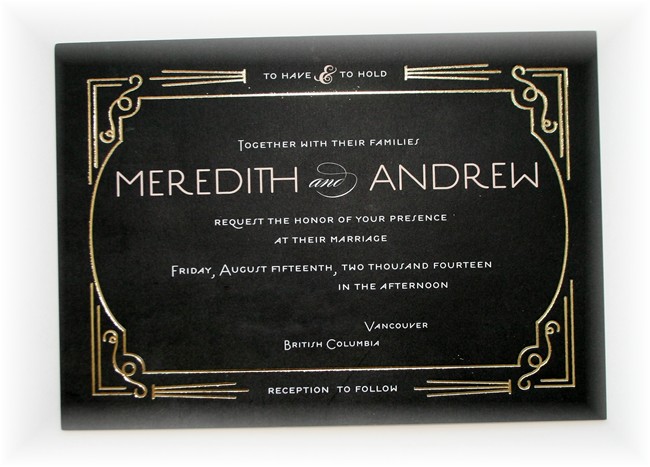 TO HAVE & TO HOLD
TOGETHER WITH THEIR FAMILIES
MEREDITH and ANDREW
REQUEST THE HONOR OF YOUR PRESENCE
AT THEIR MARRIAGE
FRIDAY, AUGUST FIFTEENTH, TWO THOUSAND FOURTEEN
IN THE AFTERNOON
VANCOUVER
BRITISH COLUMBIA
RECEPTION TO FOLLOW